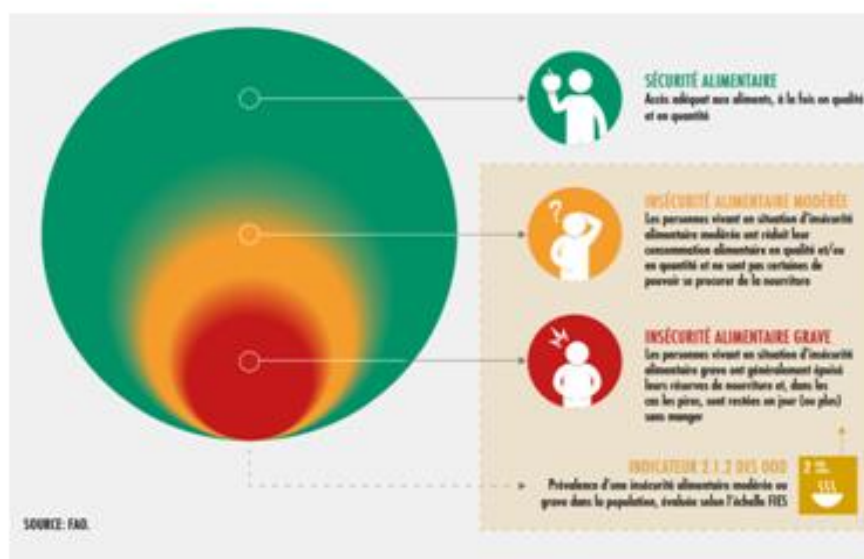 SÉCURITÉ ALIMENTAIRE
Accès adéquat aux aliments, à la fois en qualité
et en quantité
?
INSÉCURITÉ ALIMENTAIRE MODÉRÉE
Les personnes vivant en situation d'insécurité
alimentaire modérée ont réduit leur
consommation alimentaire en qualité et/ou
en quantité et ne sont pas certaines de
pouvoir se procurer de la nourriture
INSÉCURITÉ ALIMENTAIRE GRAVE
Les personnes vivant en situation d'insécurité
alimentaire grave ont généralement épuisé
leurs réserves de nourriture et, dans les
cas les pires, sont restées un jour (ou plus)
sans manger
INDICATEUR 2.1.2 DES ODD
Prévalence d'une insécurité alimentaire modérée ou
grave dans la population, évaluée selon l'échelle FIES
2
SOURCE: FAO.